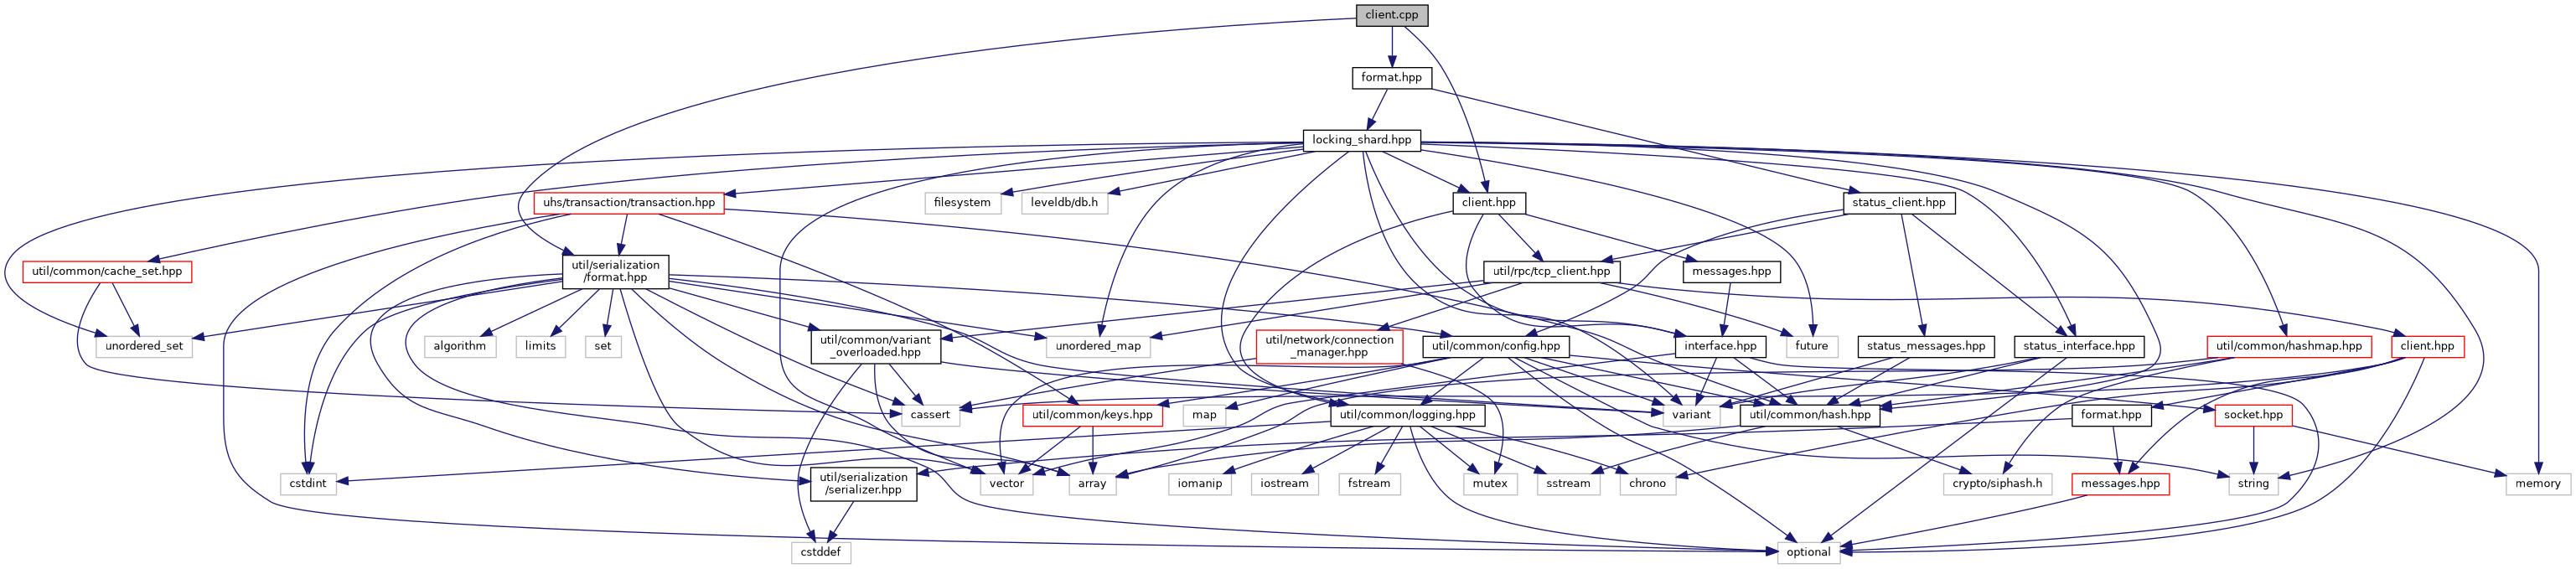 client.cpp
format.hpp
locking_shard.hpp
uhs/transaction/transaction.hpp
filesystem
leveldb/db.h
client.hpp
status_client.hpp
util/common/cache_set.hpp
util/serialization
/format.hpp
util/rpc/tcp_client.hpp
messages.hpp
unordered_set
algorithm
limits
set
util/common/variant
_overloaded.hpp
unordered_map
util/network/connection
_manager.hpp
util/common/config.hpp
interface.hpp
future
status_messages.hpp
status_interface.hpp
util/common/hashmap.hpp
client.hpp
cassert
util/common/keys.hpp
map
util/common/logging.hpp
variant
util/common/hash.hpp
format.hpp
socket.hpp
cstdint
util/serialization
/serializer.hpp
vector
array
iomanip
iostream
fstream
mutex
sstream
chrono
crypto/siphash.h
messages.hpp
string
memory
cstddef
optional